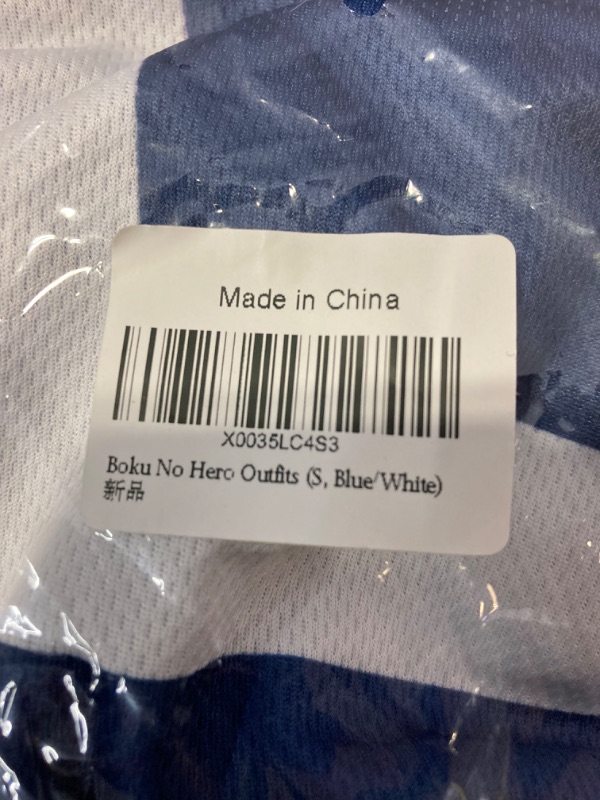 Made in China
X0035LC4S3
Boku No Hero Outfits (S, Blue/White)
新品